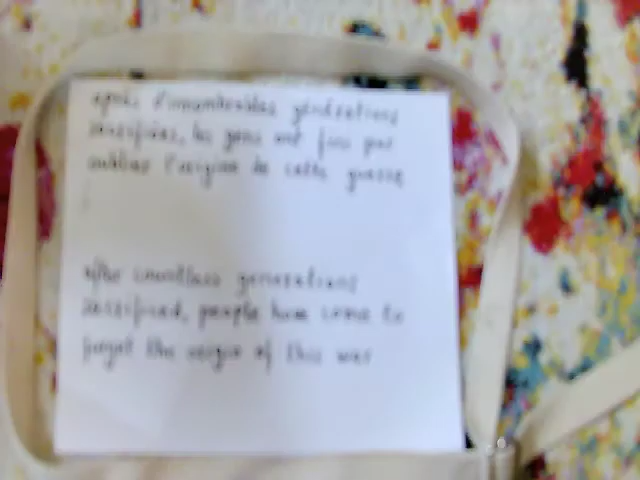 après d'innombrables générations
sacrifiées, les gens ont fini par
oublier l'origine de cette guerre
after countless generations
sacrificed, people have come to
forget the origin of this war